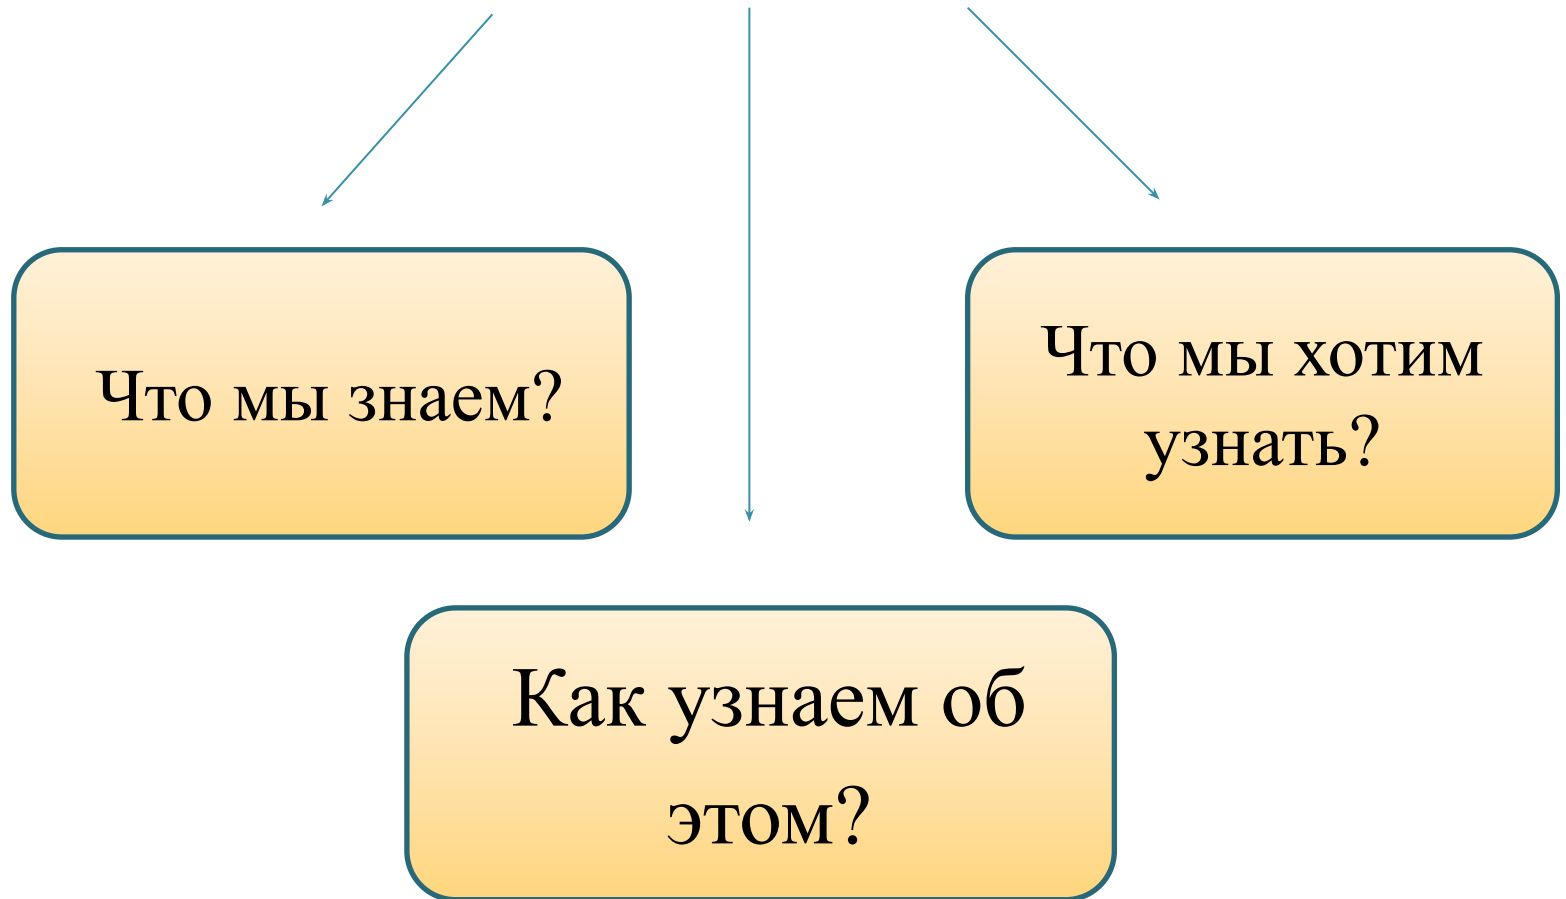 Что мы знаем?
Что мы хотим
узнать?
Как узнаем об
этом?